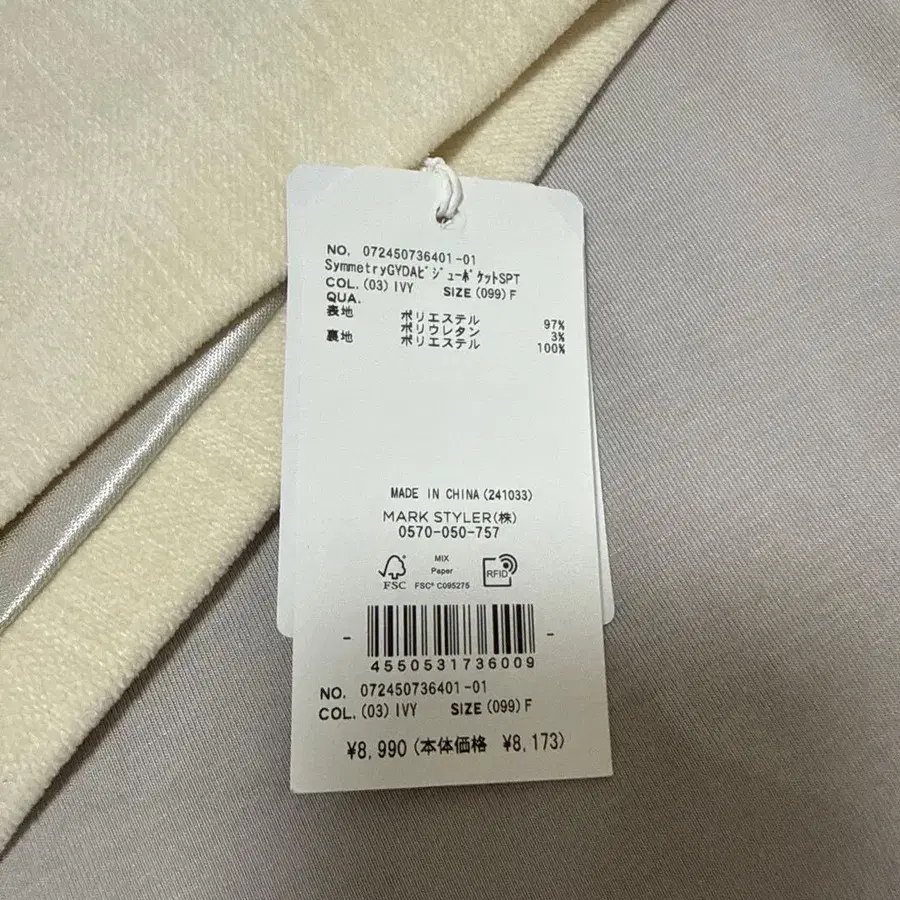 NO. 072450736401-01
SymmetryGYDAﾋﾞｼﾞｭｰﾎﾟｹｯﾄSPT
COL.(03)IVY SIZE(099)F
QUA.
表地 ポリエステル 97%
ポリウレタン 3%
裏地 ポリエステル 100%
MADE IN CHINA(241033)
MARK STYLER(株)
0570-050-757
FSC
MIX
Paper
FSC® C095275
RFID
4550531736009
NO. 072450736401-01
COL.(03)IVY SIZE(099)F
¥8,990(本体価格 ¥8,173)